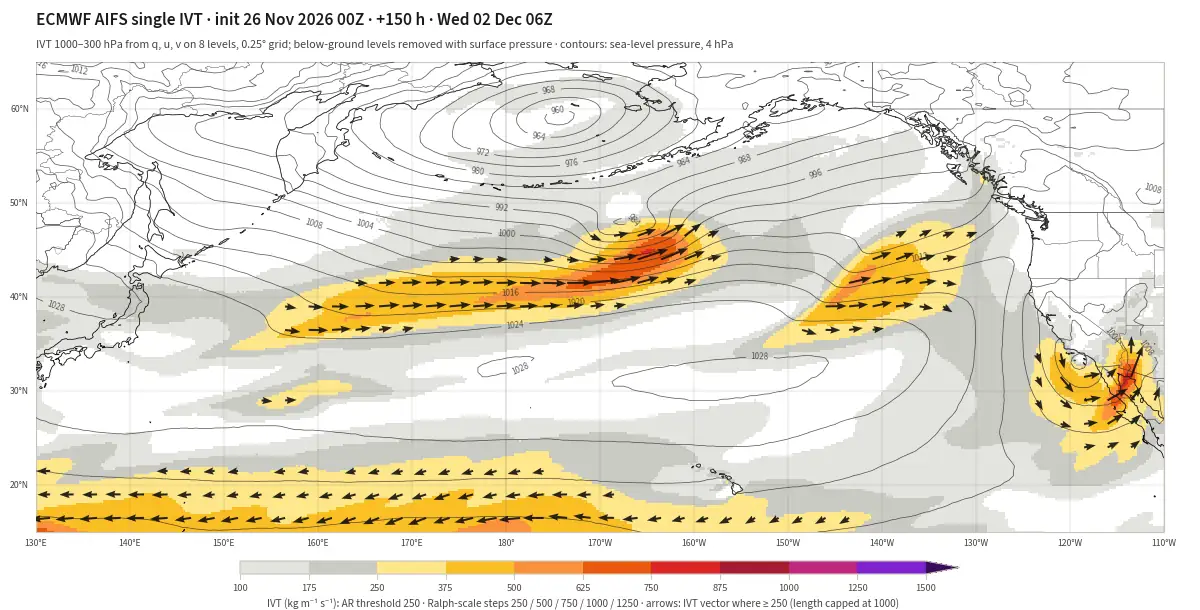 ECMWF AIFS single IVT · init 26 Nov 2026 00Z · +150 h · Wed 02 Dec 06Z
IVT 1000–300 hPa from q, u, v on 8 levels, 0.25° grid; below-ground levels removed with surface pressure · contours: sea-level pressure, 4 hPa
1012
968
960
964
972
976
980
984
988
996
992
1008
1004
1000
984
1008
60°N
50°N
40°N
30°N
20°N
1028
1016
1020
1024
1028
1028
130°E 140°E 150°E 160°E 170°E 180° 170°W 160°W 150°W 140°W 130°W 120°W 110°W
100 175 250 375 500 625 750 875 1000 1250 1500
IVT (kg m⁻¹ s⁻¹): AR threshold 250 · Ralph-scale steps 250 / 500 / 750 / 1000 / 1250 · arrows: IVT vector where ≥ 250 (length capped at 1000)